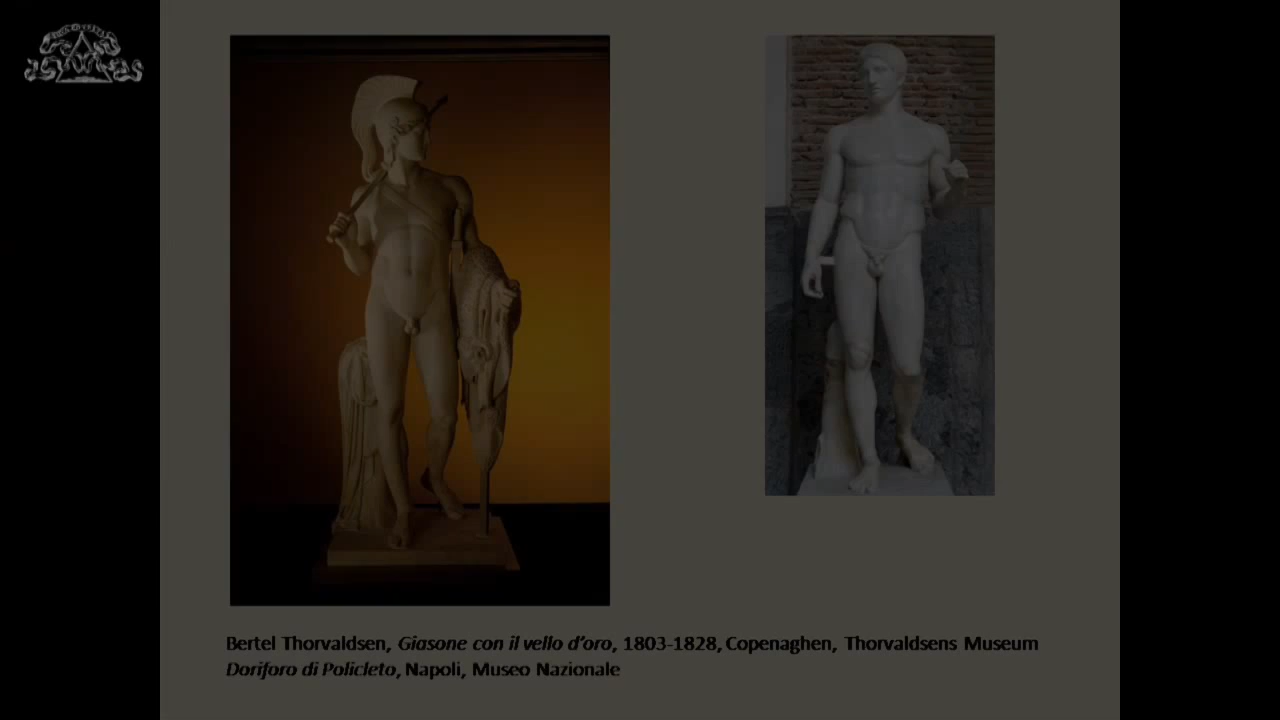 Bertel Thorvaldsen, Giasone con il vello d'oro, 1803-1828, Copenaghen, Thorvaldsens Museum
Doriforo di Policleto, Napoli, Museo Nazionale